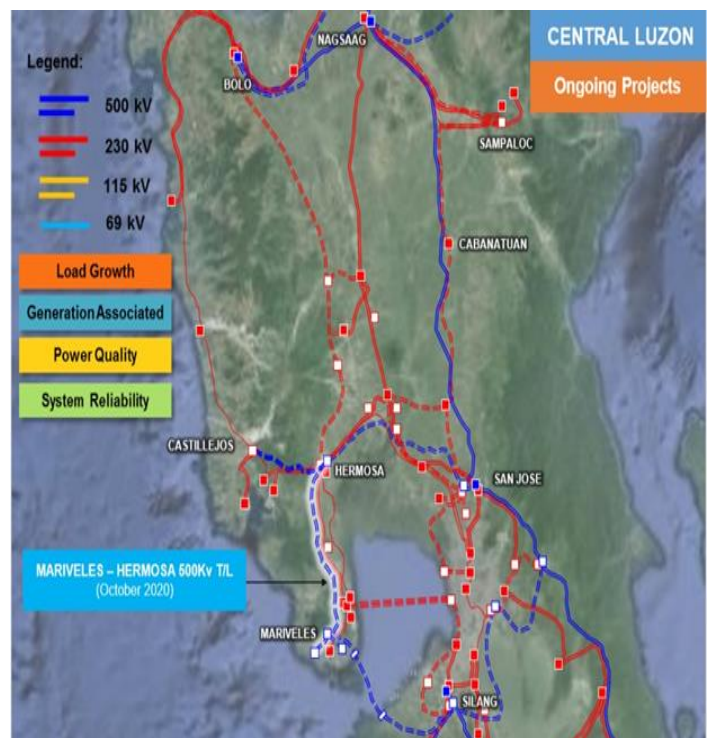 CENTRAL LUZON
Ongoing Projects
Legend:
500 kV
230 kV
115 kV
69 kV
Load Growth
Generation Associated
Power Quality
System Reliability
NAGSAAG
BOLO
SAMPALOC
CABANATUAN
CASTILLEJOS
HERMOSA
SAN JOSE
MARIVELES – HERMOSA 500Kv T/L
(October 2020)
MARIVELES
SILANG